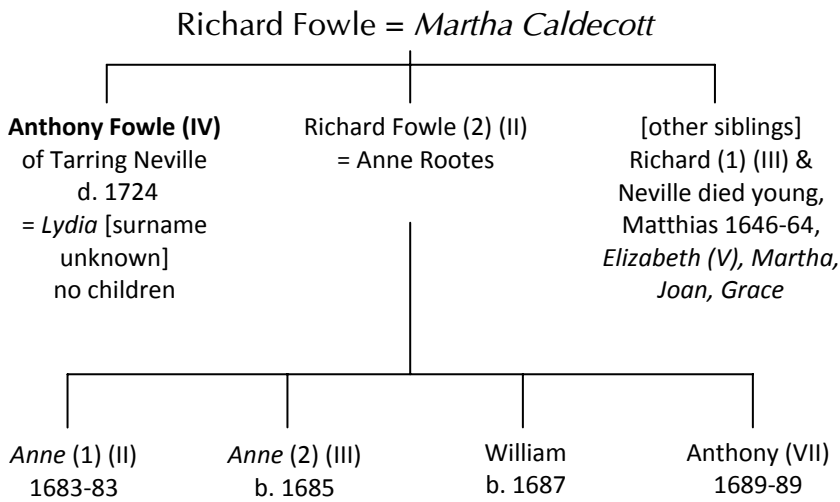 Richard Fowle = Martha Caldecott
Anthony Fowle (IV)
of Tarring Neville
d. 1724
= Lydia [surname
unknown]
no children
Richard Fowle (2) (II)
= Anne Rootes
[other siblings]
Richard (1) (III) &
Neville died young,
Matthias 1646-64,
Elizabeth (V), Martha,
Joan, Grace
Anne (1) (II)
1683-83
Anne (2) (III)
b. 1685
William
b. 1687
Anthony (VII)
1689-89